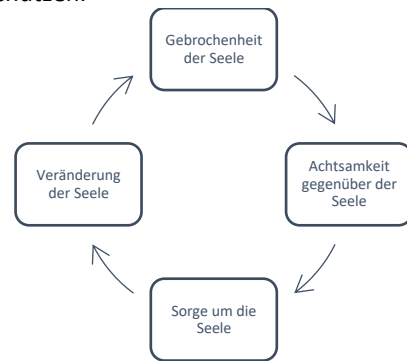 Gebrochenheit
der Seele
Veränderung
der Seele
Achtsamkeit
gegenüber der
Seele
Sorge um die
Seele